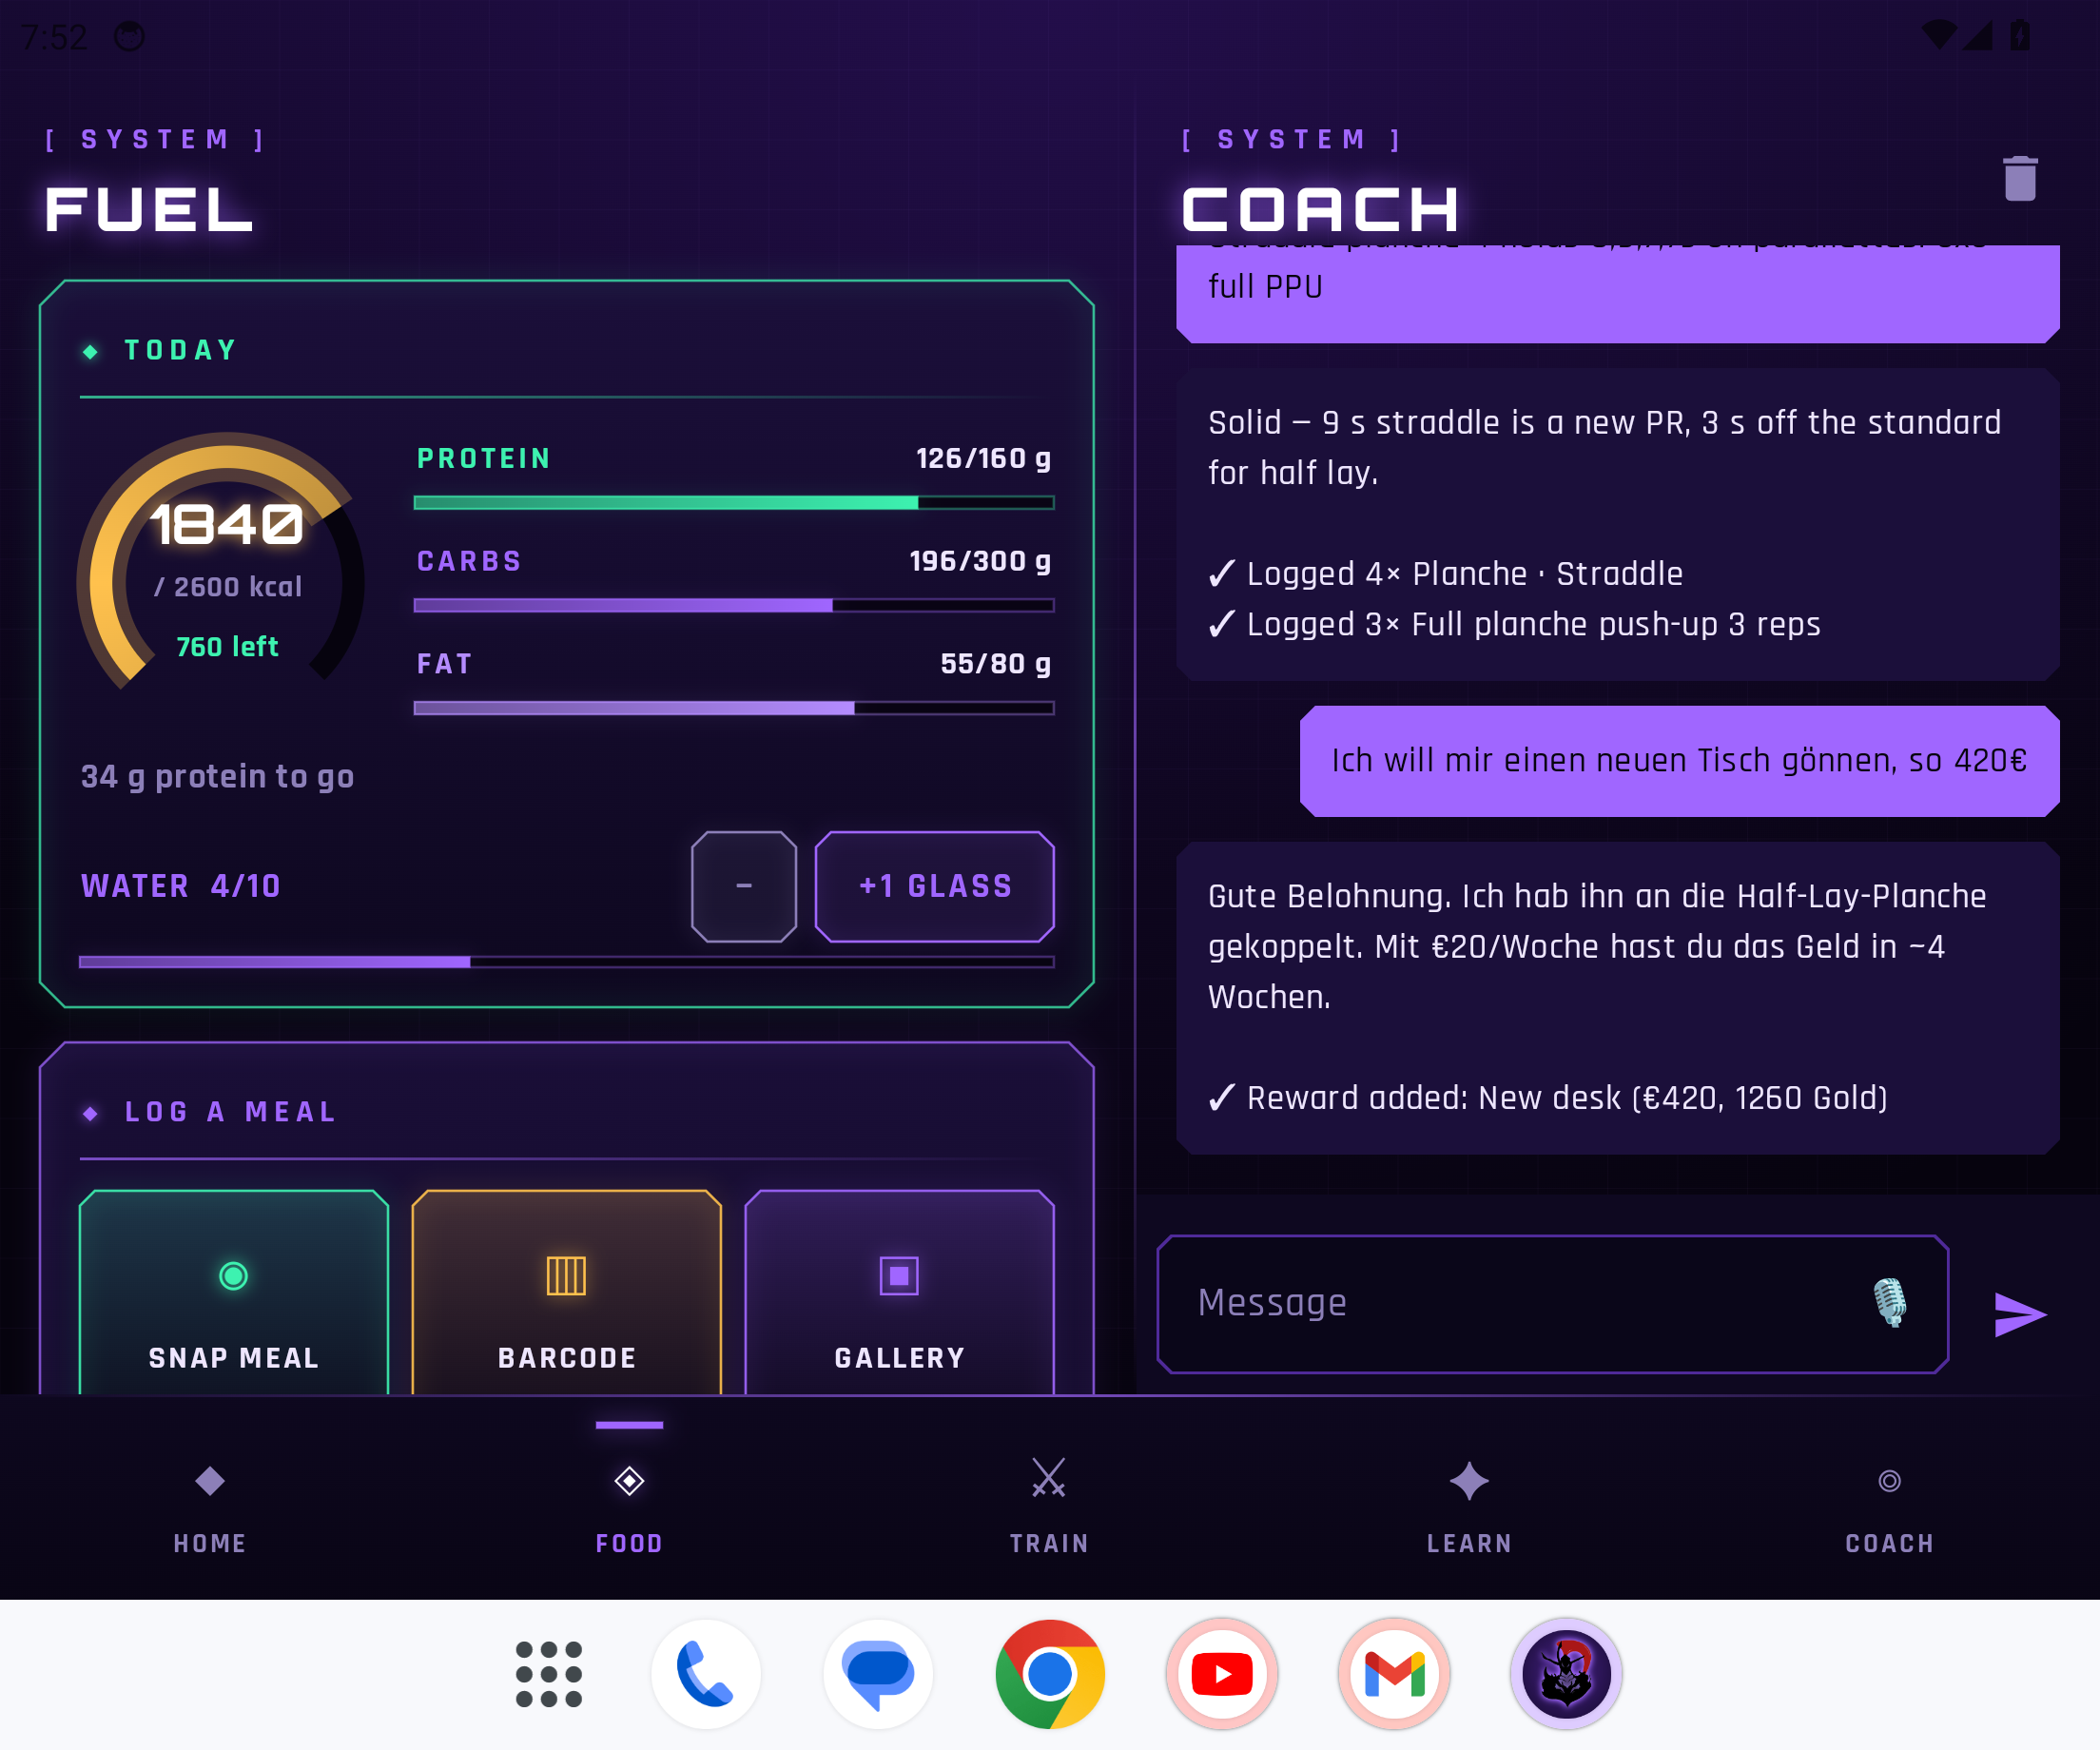 7:52
[ SYSTEM ]
FUEL
TODAY
1840
/ 2600 kcal
760 left
PROTEIN 126/160 g
CARBS 196/300 g
FAT 55/80 g
34 g protein to go
WATER 4/10
–
+1 GLASS
LOG A MEAL
SNAP MEAL
BARCODE
GALLERY
[ SYSTEM ]
COACH
full PPU
Solid – 9 s straddle is a new PR, 3 s off the standard
for half lay.
✓ Logged 4× Planche · Straddle
✓ Logged 3× Full planche push-up 3 reps
Ich will mir einen neuen Tisch gönnen, so 420€
Gute Belohnung. Ich hab ihn an die Half-Lay-Planche
gekoppelt. Mit €20/Woche hast du das Geld in ~4
Wochen.
✓ Reward added: New desk (€420, 1260 Gold)
Message
HOME
FOOD
TRAIN
LEARN
COACH